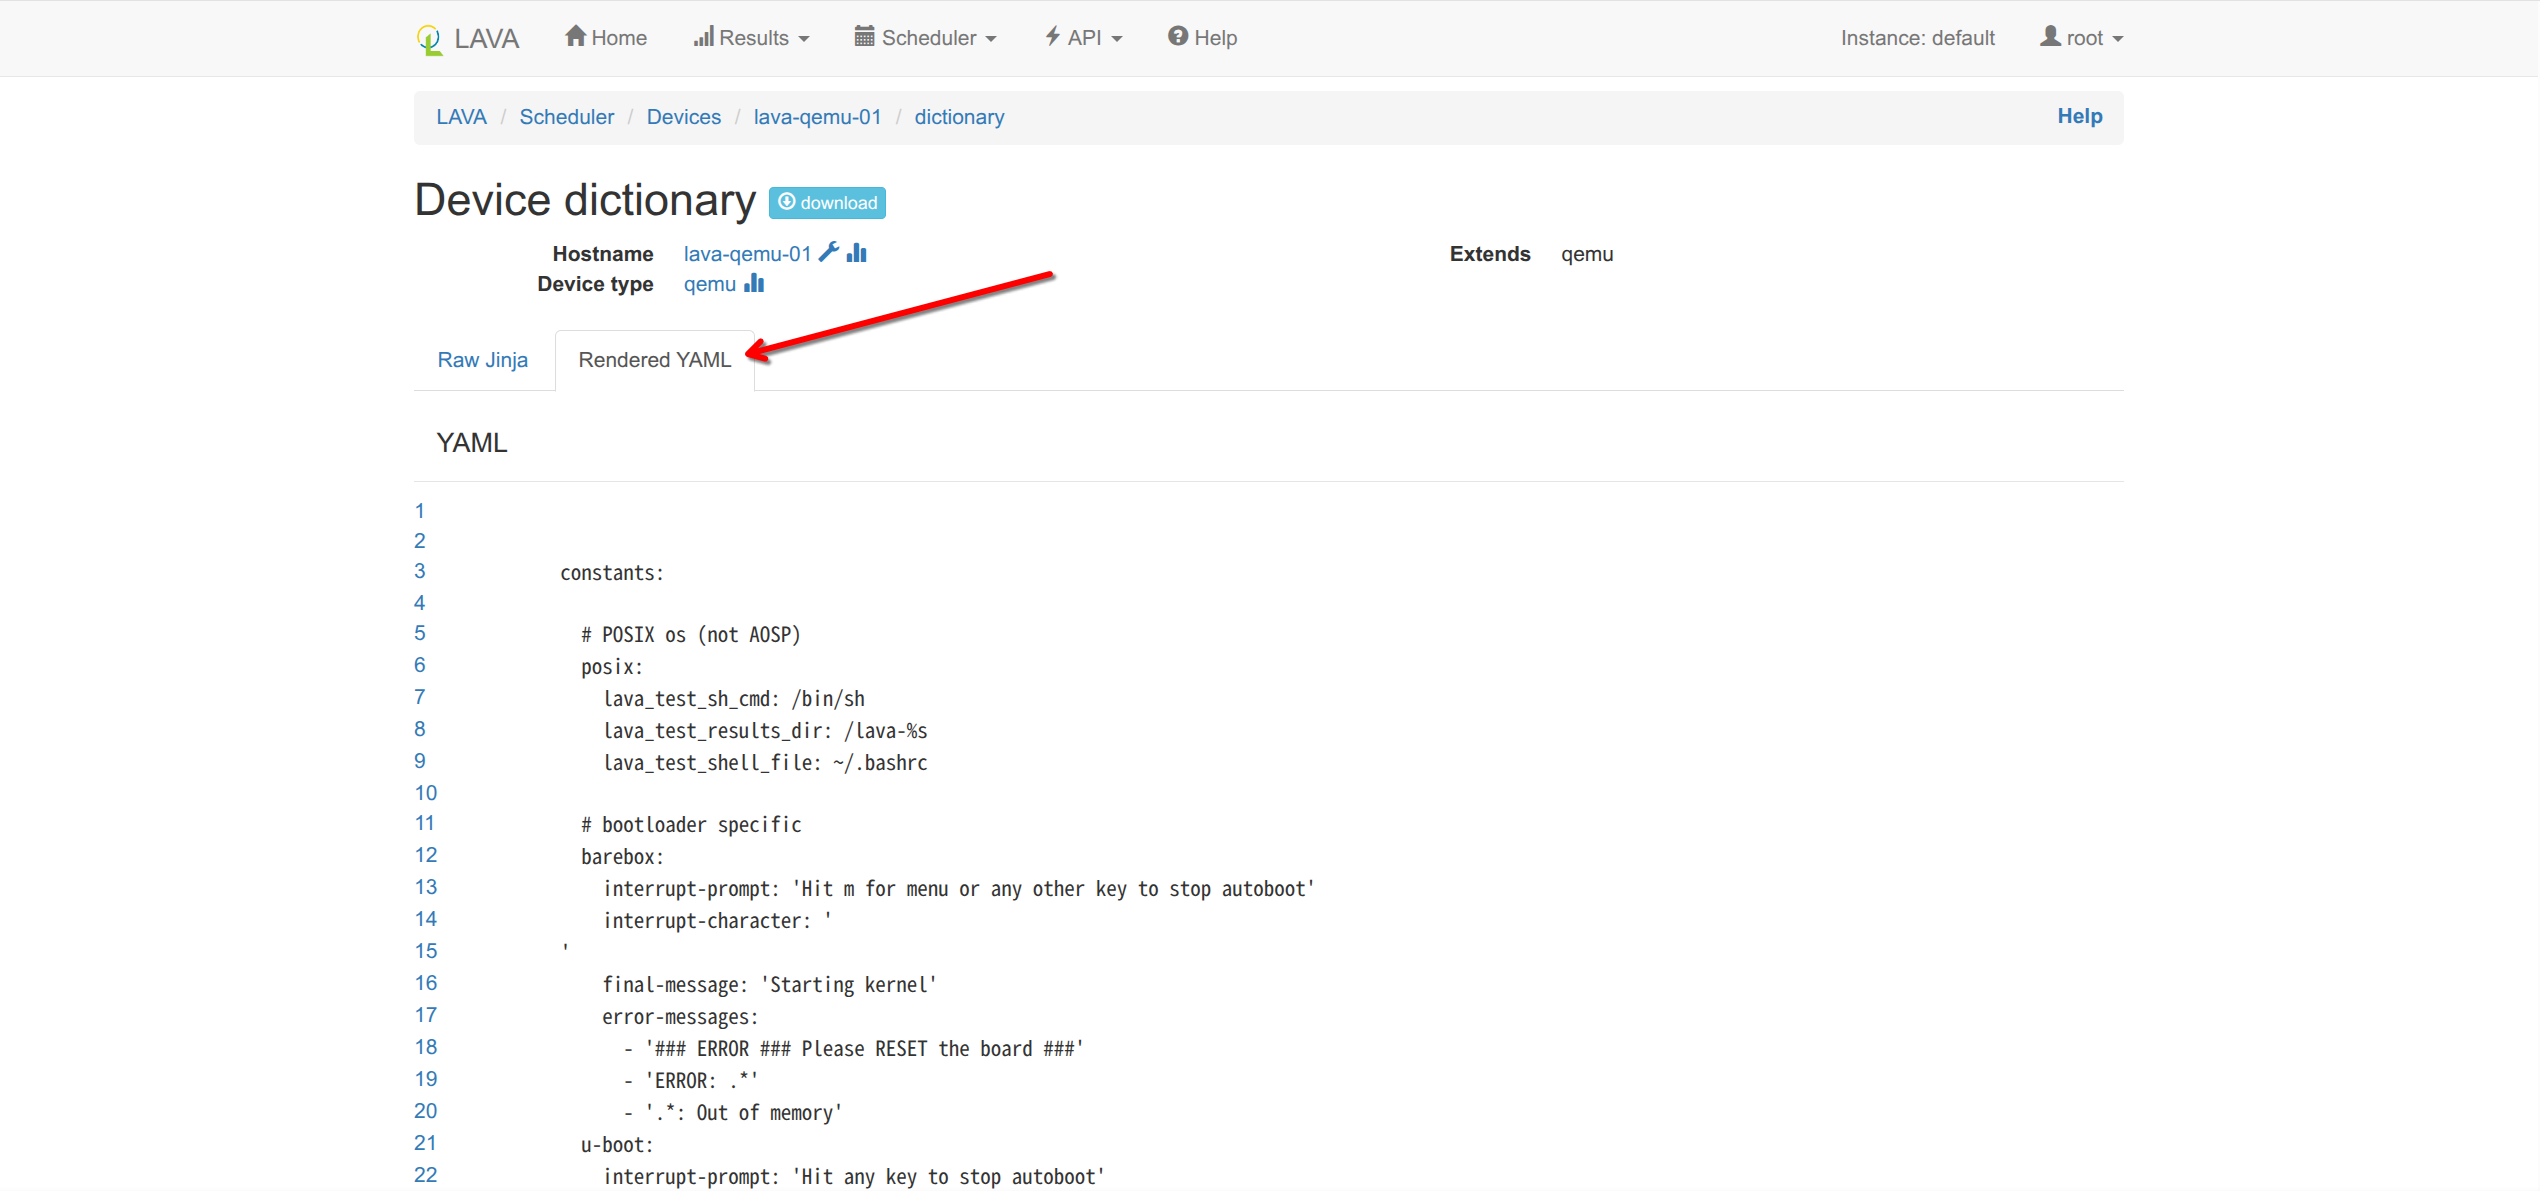 LAVA Home Results Scheduler API Help Instance: default root
LAVA / Scheduler / Devices / lava-qemu-01 / dictionary Help
Device dictionary download
Hostname lava-qemu-01 Extends qemu
Device type qemu
Raw Jinja Rendered YAML
YAML
1
2
3 constants:
4
5 # POSIX os (not AOSP)
6 posix:
7 lava_test_sh_cmd: /bin/sh
8 lava_test_results_dir: /lava-%s
9 lava_test_shell_file: ~/.bashrc
10
11 # bootloader specific
12 barebox:
13 interrupt-prompt: 'Hit m for menu or any other key to stop autoboot'
14 interrupt-character: '
15 '
16 final-message: 'Starting kernel'
17 error-messages:
18 - '### ERROR ### Please RESET the board ###'
19 - 'ERROR: .*'
20 - '.*: Out of memory'
21 u-boot:
22 interrupt-prompt: 'Hit any key to stop autoboot'